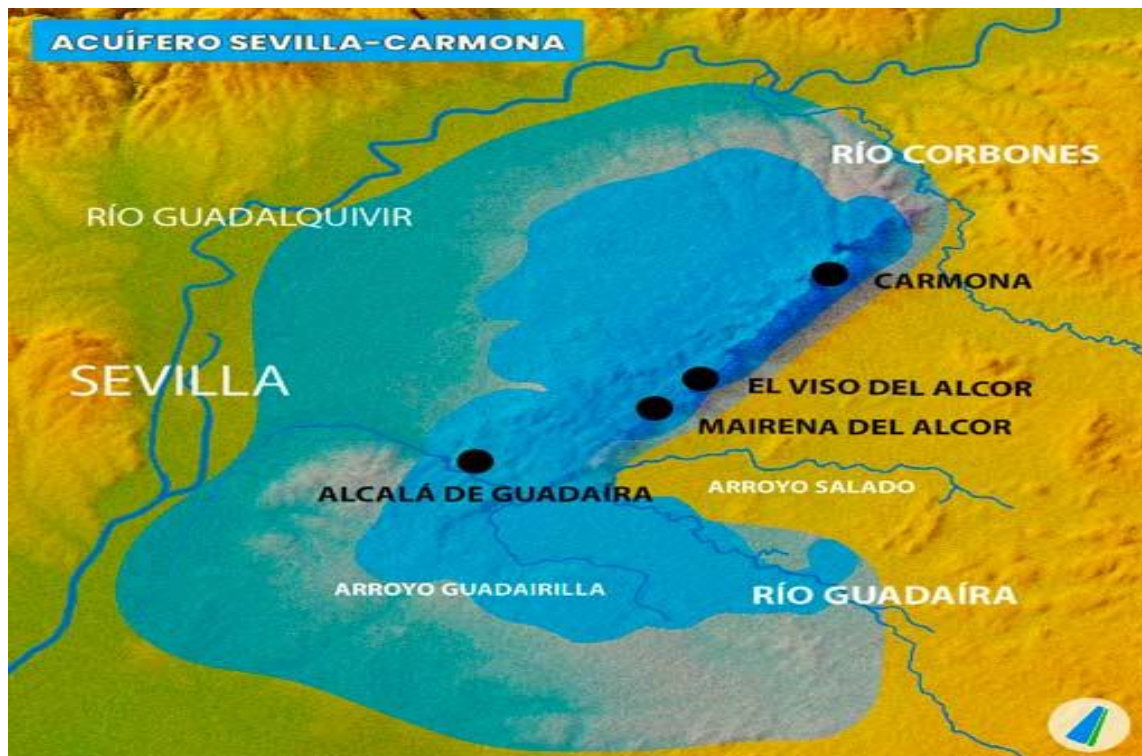 ACUÍFERO SEVILLA-CARMONA
RÍO CORBONES
RÍO GUADALQUIVIR
CARMONA
SEVILLA
EL VISO DEL ALCOR
MAIRENA DEL ALCOR
ALCALÁ DE GUADAÍRA
ARROYO SALADO
ARROYO GUADAIRILLA
RÍO GUADAÍRA